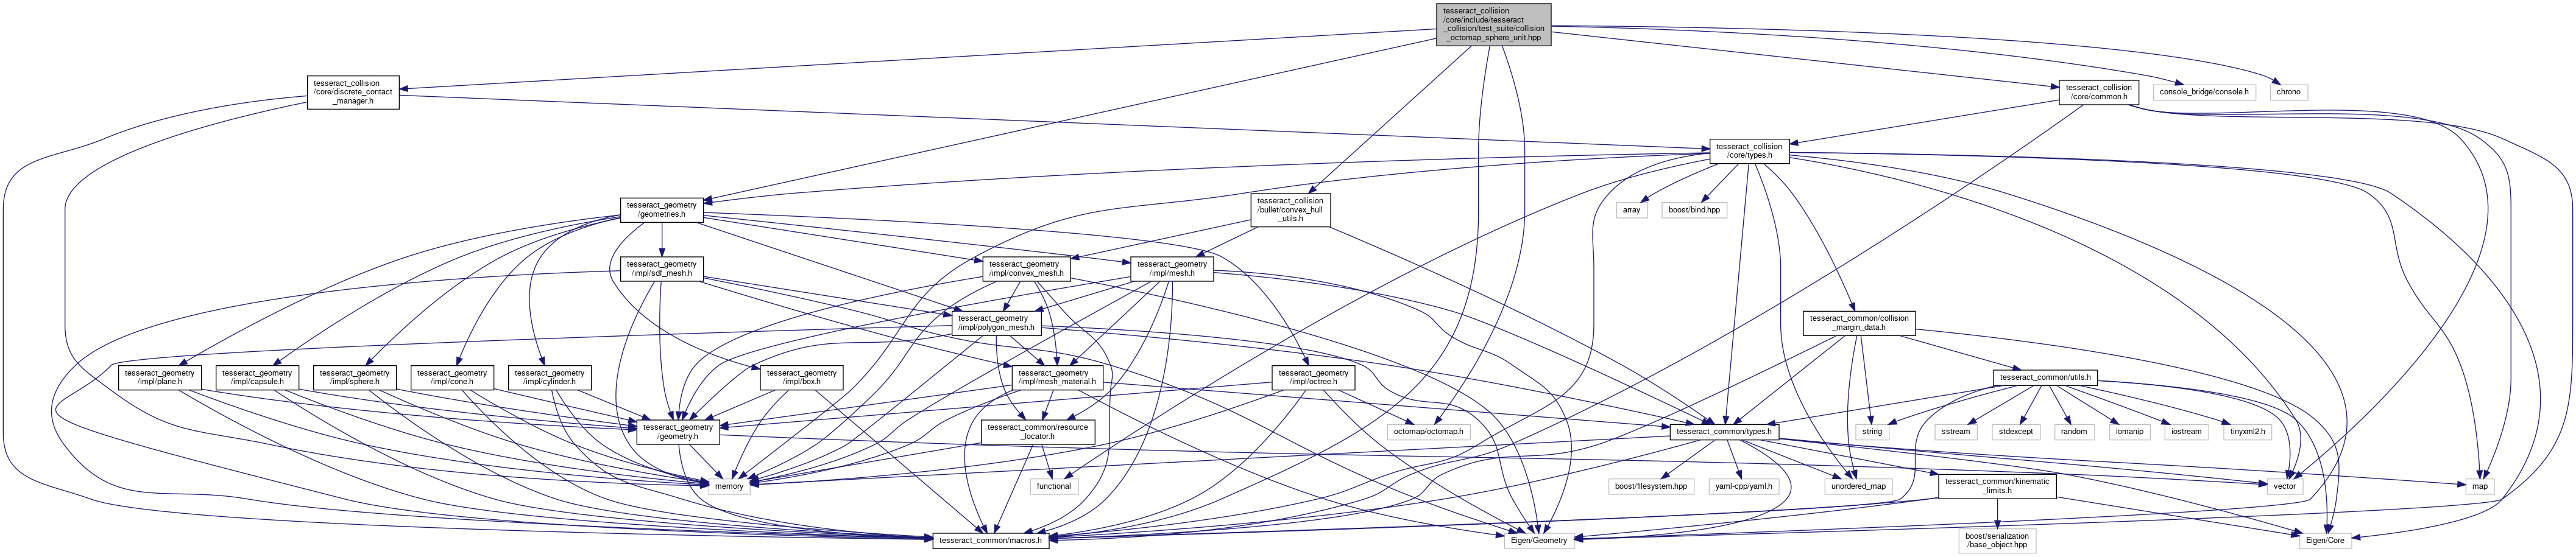 tesseract_collision
/core/include/tesseract
_collision/test_suite/collision
_octomap_sphere_unit.hpp
tesseract_collision
/core/discrete_contact
_manager.h
tesseract_collision
/core/common.h
console_bridge/console.h
chrono
tesseract_collision
/core/types.h
tesseract_geometry
/geometries.h
tesseract_collision
/bullet/convex_hull
_utils.h
array
boost/bind.hpp
tesseract_geometry
/impl/sdf_mesh.h
tesseract_geometry
/impl/convex_mesh.h
tesseract_geometry
/impl/mesh.h
tesseract_geometry
/impl/polygon_mesh.h
tesseract_common/collision
_margin_data.h
tesseract_geometry
/impl/plane.h
tesseract_geometry
/impl/capsule.h
tesseract_geometry
/impl/sphere.h
tesseract_geometry
/impl/cone.h
tesseract_geometry
/impl/cylinder.h
tesseract_geometry
/impl/box.h
tesseract_geometry
/impl/mesh_material.h
tesseract_geometry
/impl/octree.h
tesseract_common/utils.h
tesseract_geometry
/geometry.h
tesseract_common/resource
_locator.h
octomap/octomap.h
tesseract_common/types.h
string
sstream
stdexcept
random
iomanip
iostream
tinyxml2.h
memory
functional
boost/filesystem.hpp
yaml-cpp/yaml.h
unordered_map
tesseract_common/kinematic
_limits.h
vector
map
tesseract_common/macros.h
Eigen/Geometry
boost/serialization
/base_object.hpp
Eigen/Core